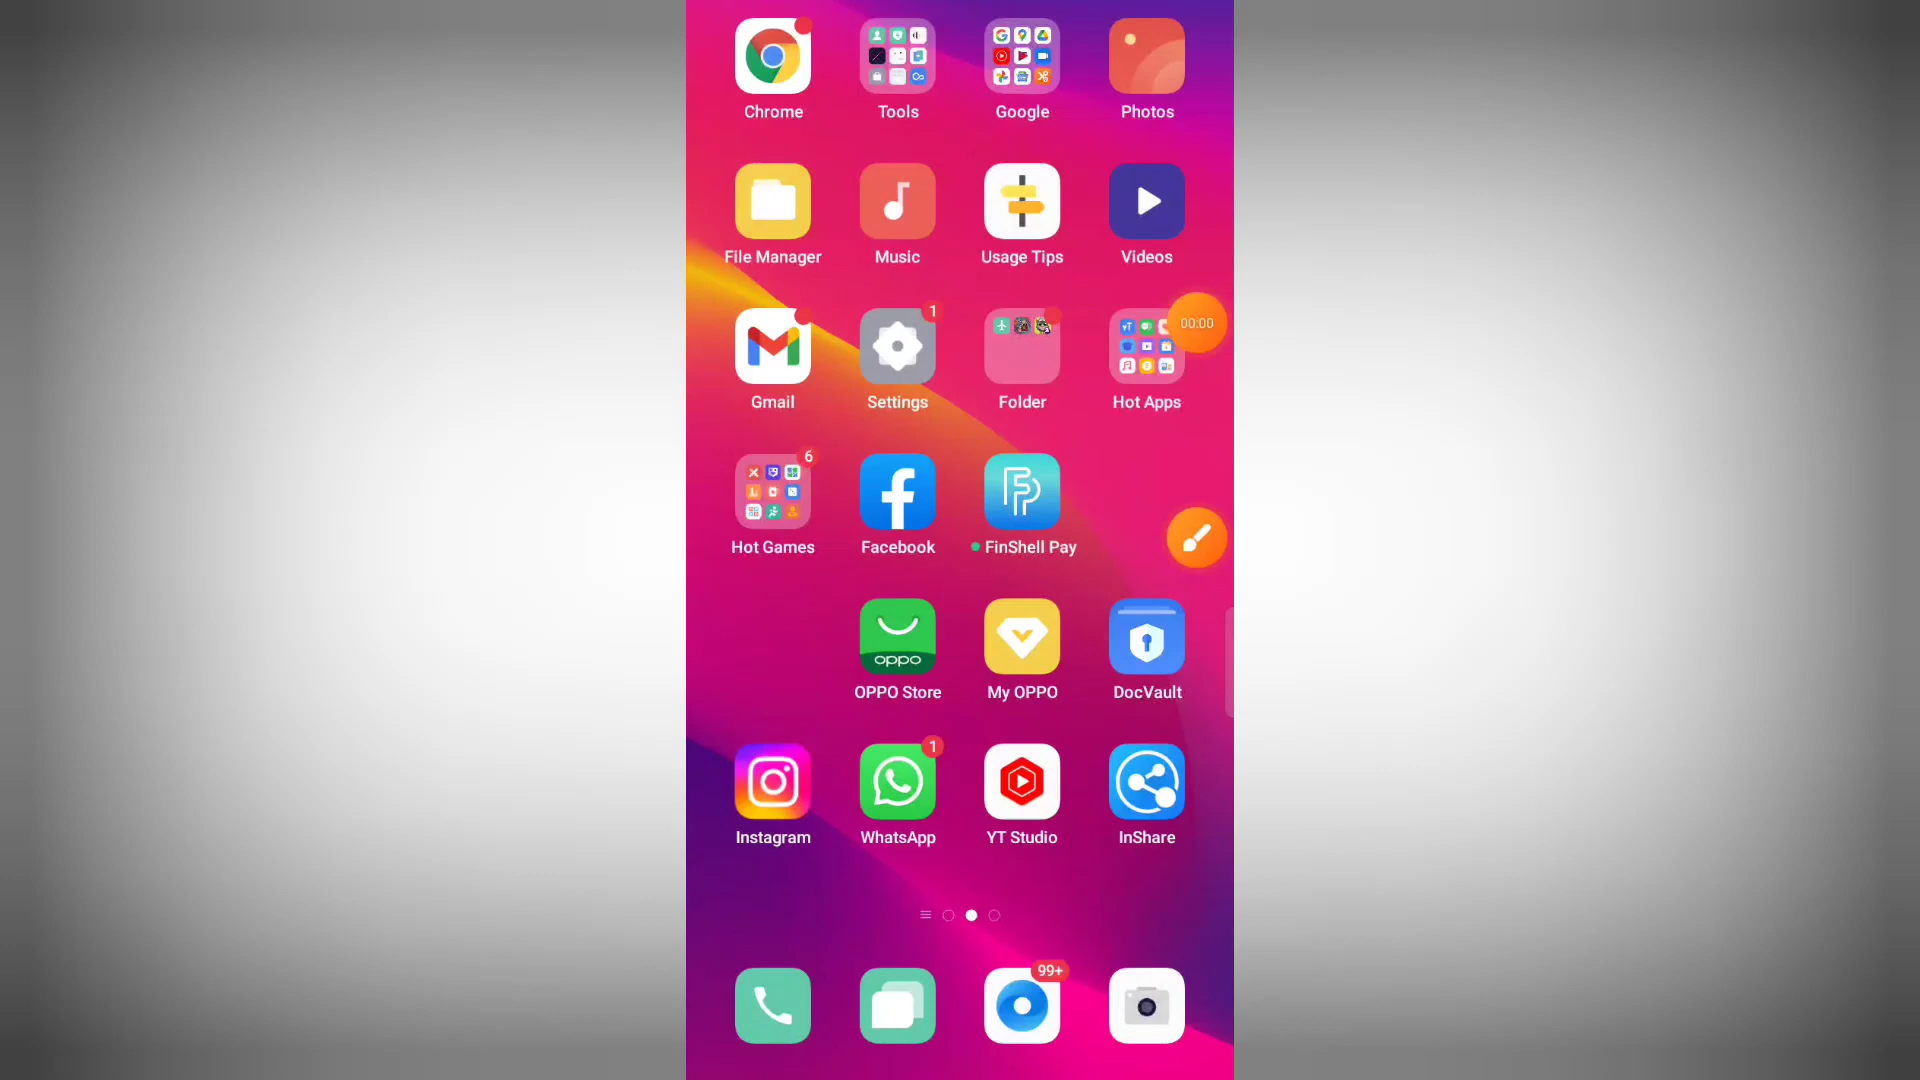 Chrome
Tools
Google
Photos
File Manager
Music
Usage Tips
Videos
1
00:00
Gmail
Settings
Folder
Hot Apps
6
Hot Games
Facebook
FinShell Pay
oppo
OPPO Store
My OPPO
DocVault
1
Instagram
WhatsApp
YT Studio
InShare
99+